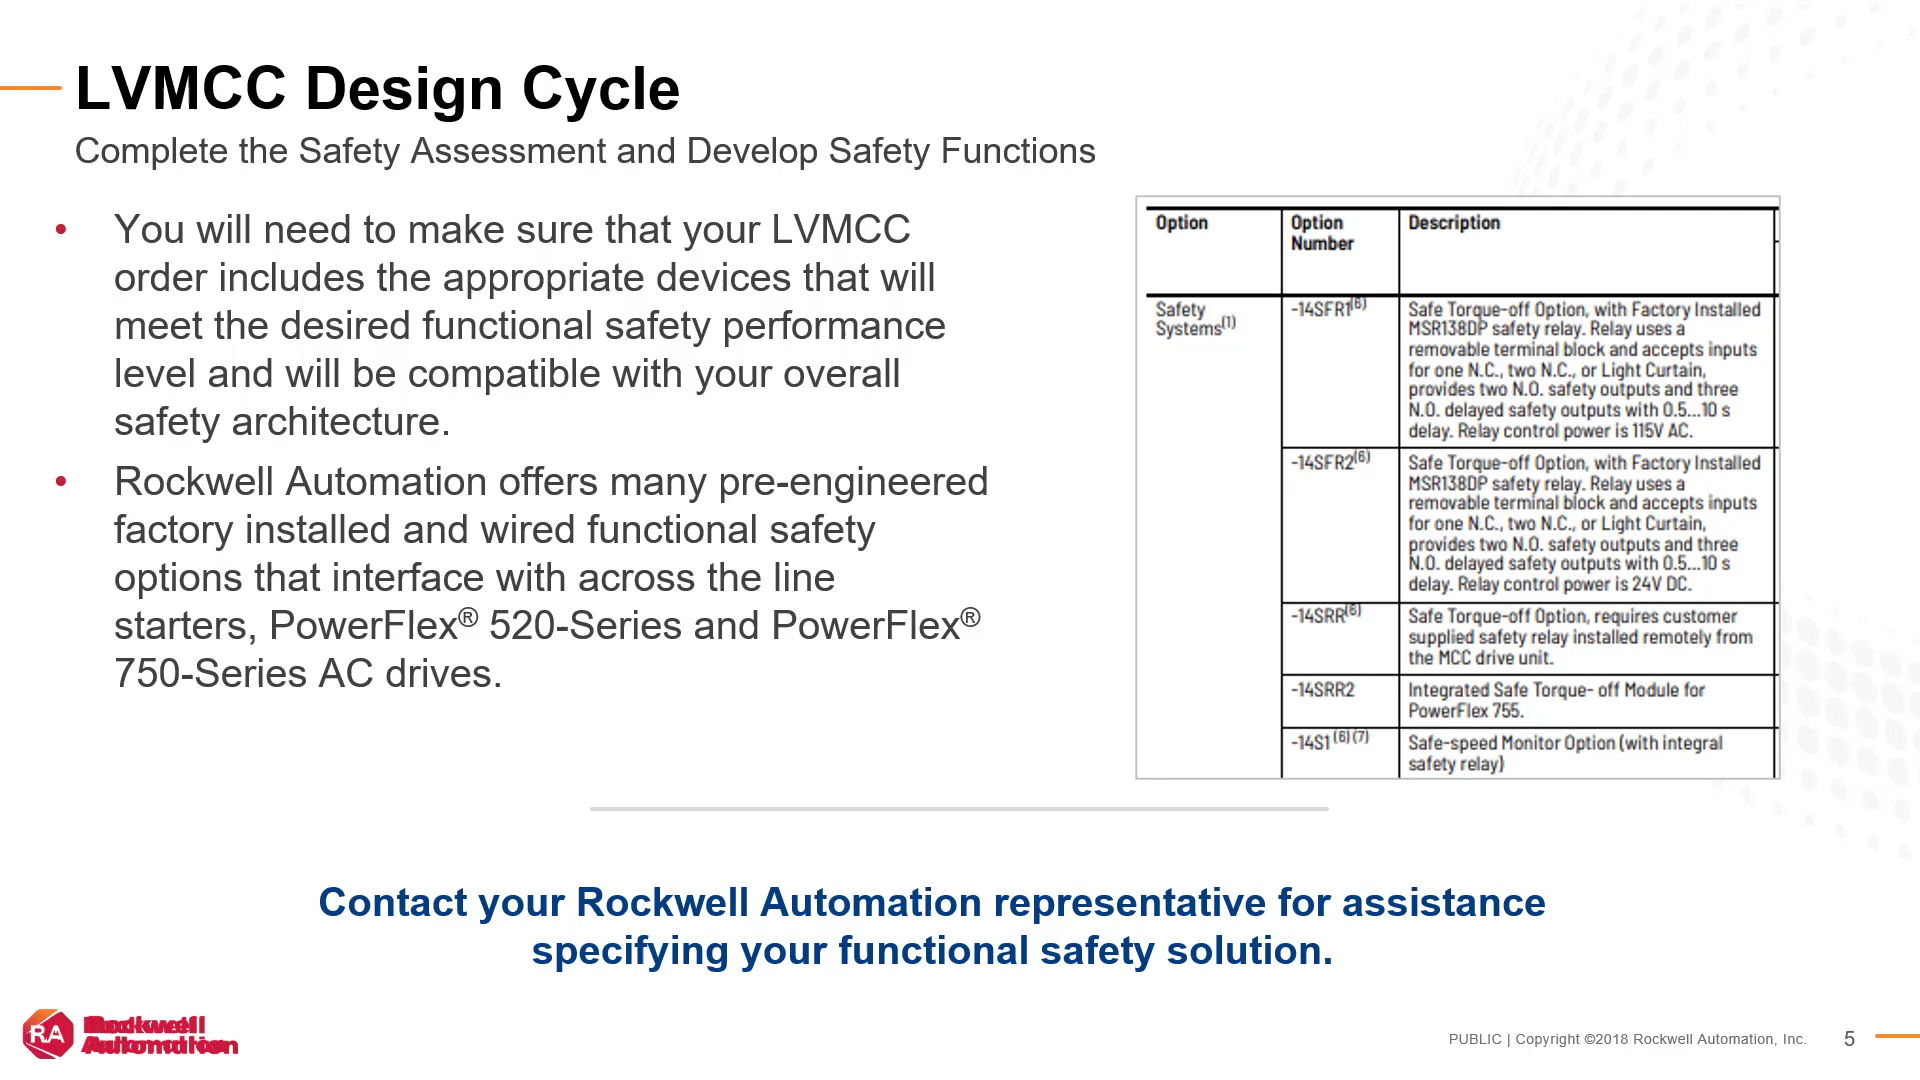 LVMCC Design Cycle
Complete the Safety Assessment and Develop Safety Functions
• You will need to make sure that your LVMCC
order includes the appropriate devices that will
meet the desired functional safety performance
level and will be compatible with your overall
safety architecture.
• Rockwell Automation offers many pre-engineered
factory installed and wired functional safety
options that interface with across the line
starters, PowerFlex® 520-Series and PowerFlex®
750-Series AC drives.
Option
Option
Number
Description
Safety
Systems(1)
-14SFR1(6)
Safe Torque-off Option, with Factory Installed
MSR138DP safety relay. Relay uses a
removable terminal block and accepts inputs
for one N.C., two N.C., or Light Curtain,
provides two N.O. safety outputs and three
N.O. delayed safety outputs with 0.5...10 s
delay. Relay control power is 115V AC.
-14SFR2(6)
Safe Torque-off Option, with Factory Installed
MSR138DP safety relay. Relay uses a
removable terminal block and accepts inputs
for one N.C., two N.C., or Light Curtain,
provides two N.O. safety outputs and three
N.O. delayed safety outputs with 0.5...10 s
delay. Relay control power is 24V DC.
-14SRR(6)
Safe Torque-off Option, requires customer
supplied safety relay installed remotely from
the MCC drive unit.
-14SRR2
Integrated Safe Torque- off Module for
PowerFlex 755.
-14S1 (6) (7)
Safe-speed Monitor Option (with integral
safety relay)
Contact your Rockwell Automation representative for assistance
specifying your functional safety solution.
RA
Rockwell
Automation
PUBLIC | Copyright ©2018 Rockwell Automation, Inc.
5